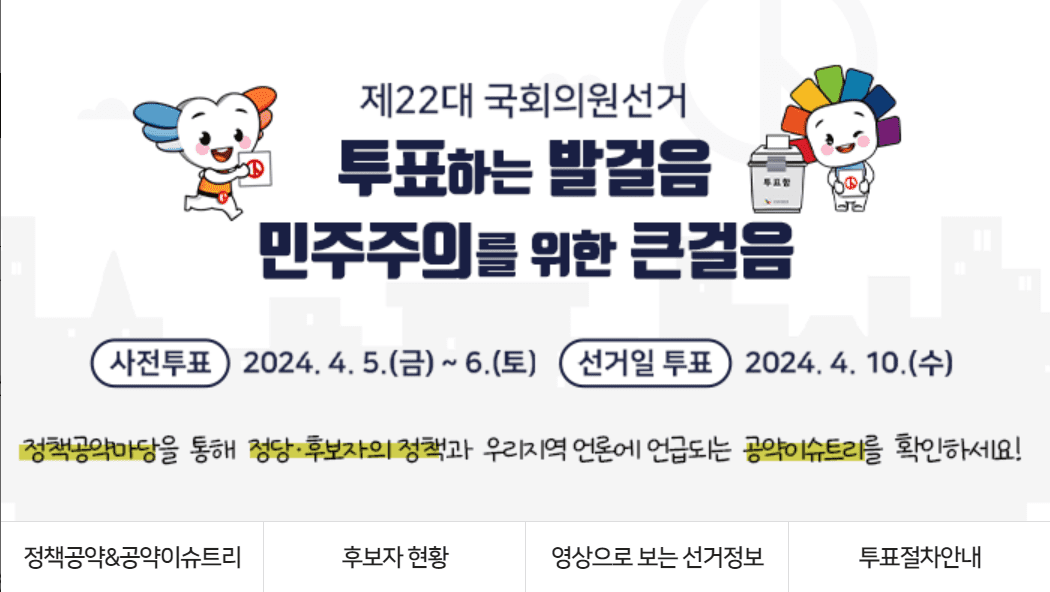 제22대 국회의원선거
투표하는 발걸음
투표함
민주주의를 위한 큰걸음
사전투표 2024. 4. 5.(금) ~ 6.(토) 선거일 투표 2024. 4. 10.(수)
정책공약마당을 통해 정당·후보자의 정책과 우리지역 언론에 언급되는 공약이슈트리를 확인하세요!
정책공약&공약이슈트리 후보자 현황 영상으로 보는 선거정보 투표절차안내